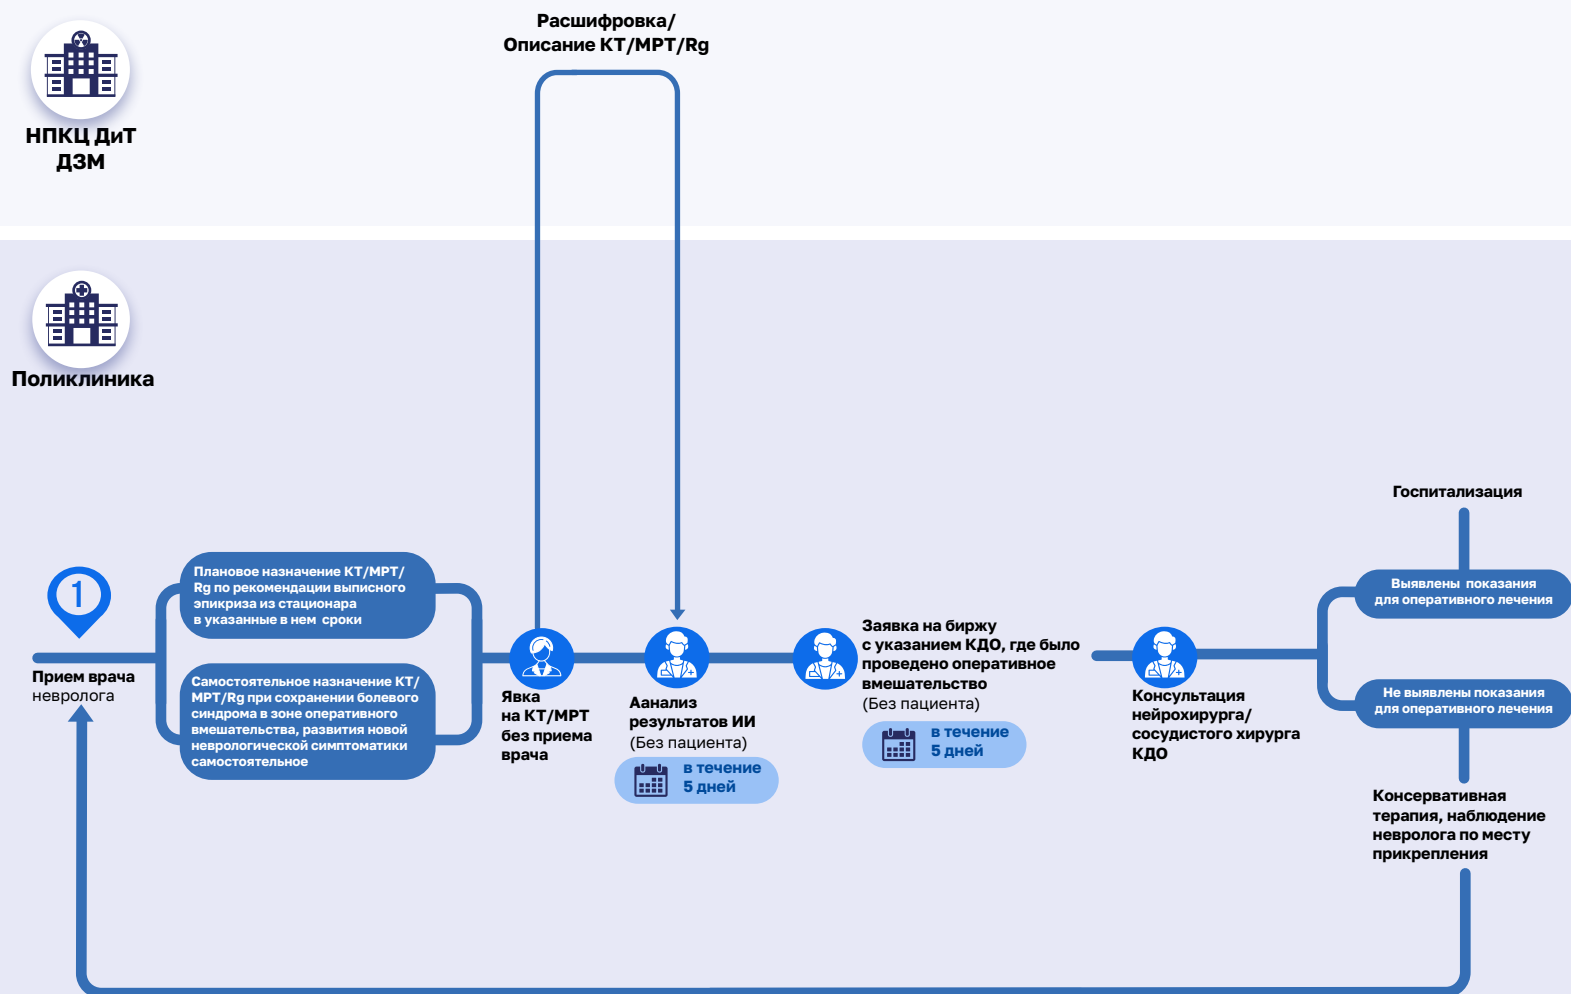 Расшифровка/
Описание КТ/МРТ/Rg
НПКЦ ДиТ
ДЗМ
Поликлиника
1
Прием врача
невролога
Плановое назначение КТ/МРТ/
Rg по рекомендации выписного
эпикриза из стационара
в указанные в нем сроки
Самостоятельное назначение КТ/
МРТ/Rg при сохранении болевого
синдрома в зоне оперативного
вмешательства, развития новой
неврологической симптоматики
самостоятельное
Явка
на КТ/МРТ
без приема
врача
Аанализ
результатов ИИ
(Без пациента)
в течение
5 дней
Заявка на биржу
с указанием КДО, где было
проведено оперативное
вмешательство
(Без пациента)
в течение
5 дней
Консультация
нейрохирурга/
сосудистого хирурга
КДО
Госпитализация
Выявлены показания
для оперативного лечения
Не выявлены показания
для оперативного лечения
Консервативная
терапия, наблюдение
невролога по месту
прикрепления